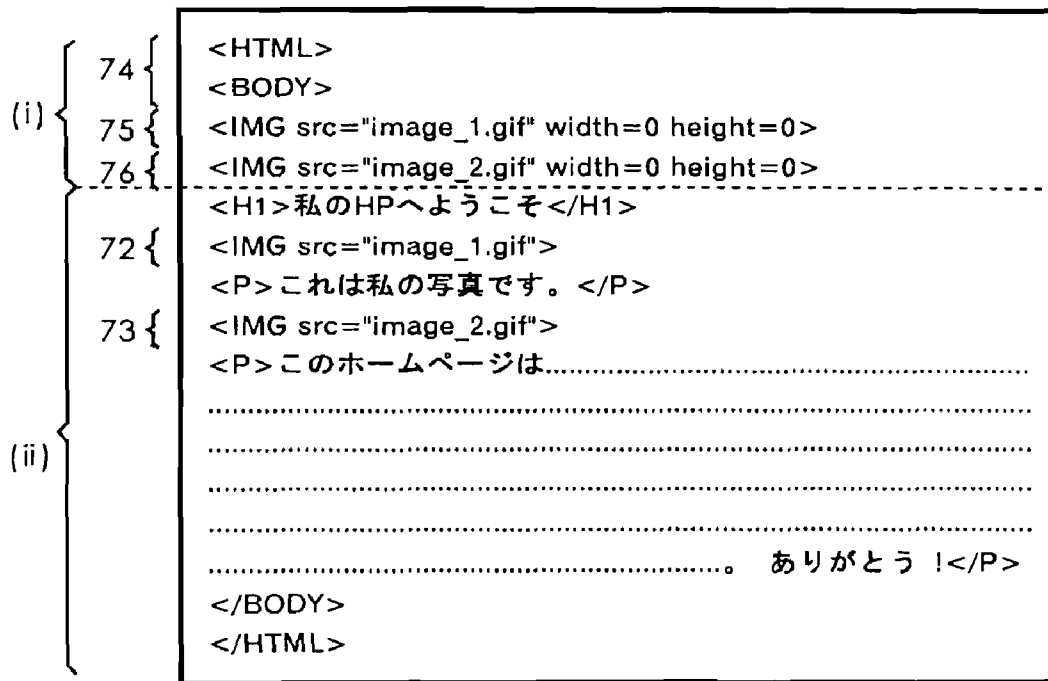 (i)
74
<HTML>
<BODY>
75
<IMG src="image_1.gif" width=0 height=0>
76
<IMG src="image_2.gif" width=0 height=0>
<H1>私のHPへようこそ</H1>
72
<IMG src="image_1.gif">
<P>これは私の写真です。</P>
73
<IMG src="image_2.gif">
<P>このホームページは..............................
..............................
(ii)
..............................
..............................
..............................
..............................。 ありがとう !</P>
</BODY>
</HTML>